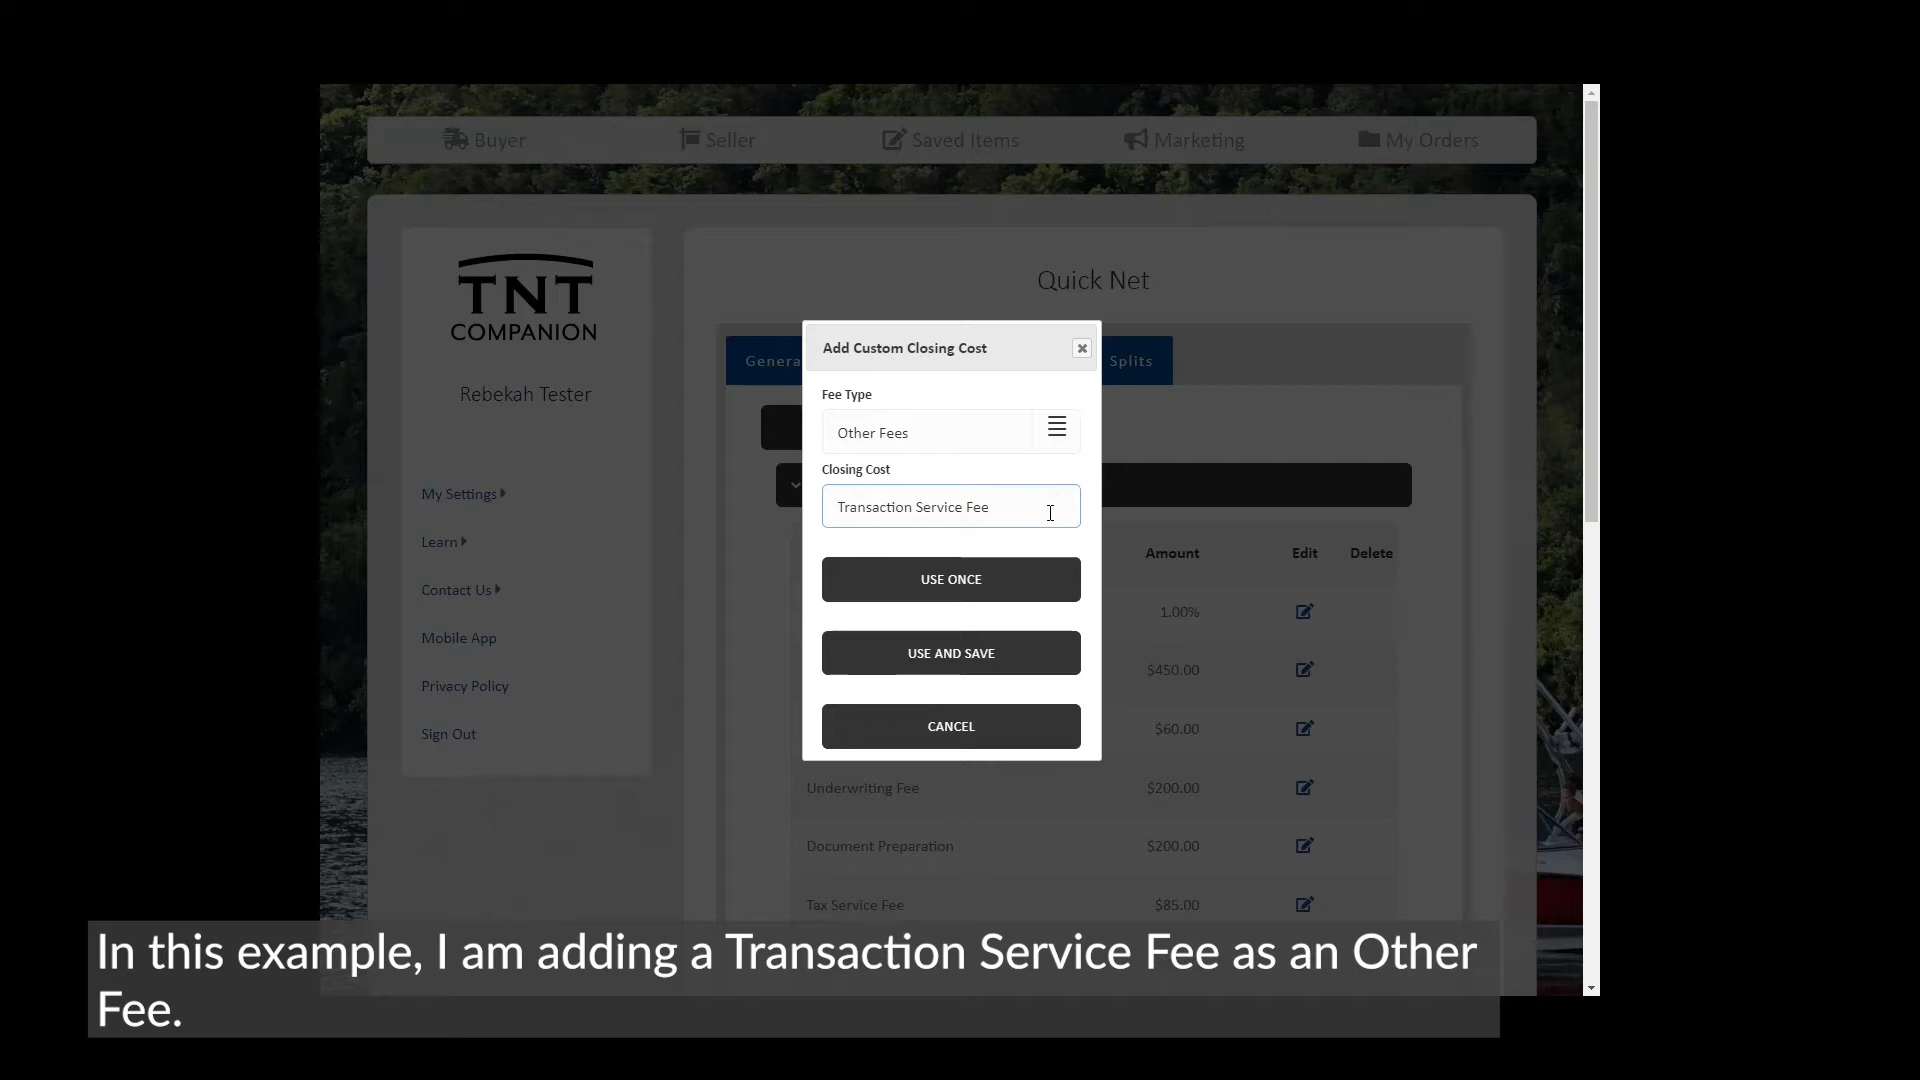 Buyer
Seller
Saved Items
Marketing
My Orders
TNT
COMPANION
Rebekah Tester
My Settings
Learn
Contact Us
Mobile App
Privacy Policy
Sign Out
Quick Net
Genera
Splits
Add Custom Closing Cost
Fee Type
Other Fees
Closing Cost
Transaction Service Fee
USE ONCE
USE AND SAVE
CANCEL
Amount Edit Delete
1.00%
$450.00
$60.00
Underwriting Fee $200.00
Document Preparation $200.00
Tax Service Fee $85.00
In this example, I am adding a Transaction Service Fee as an Other
Fee.